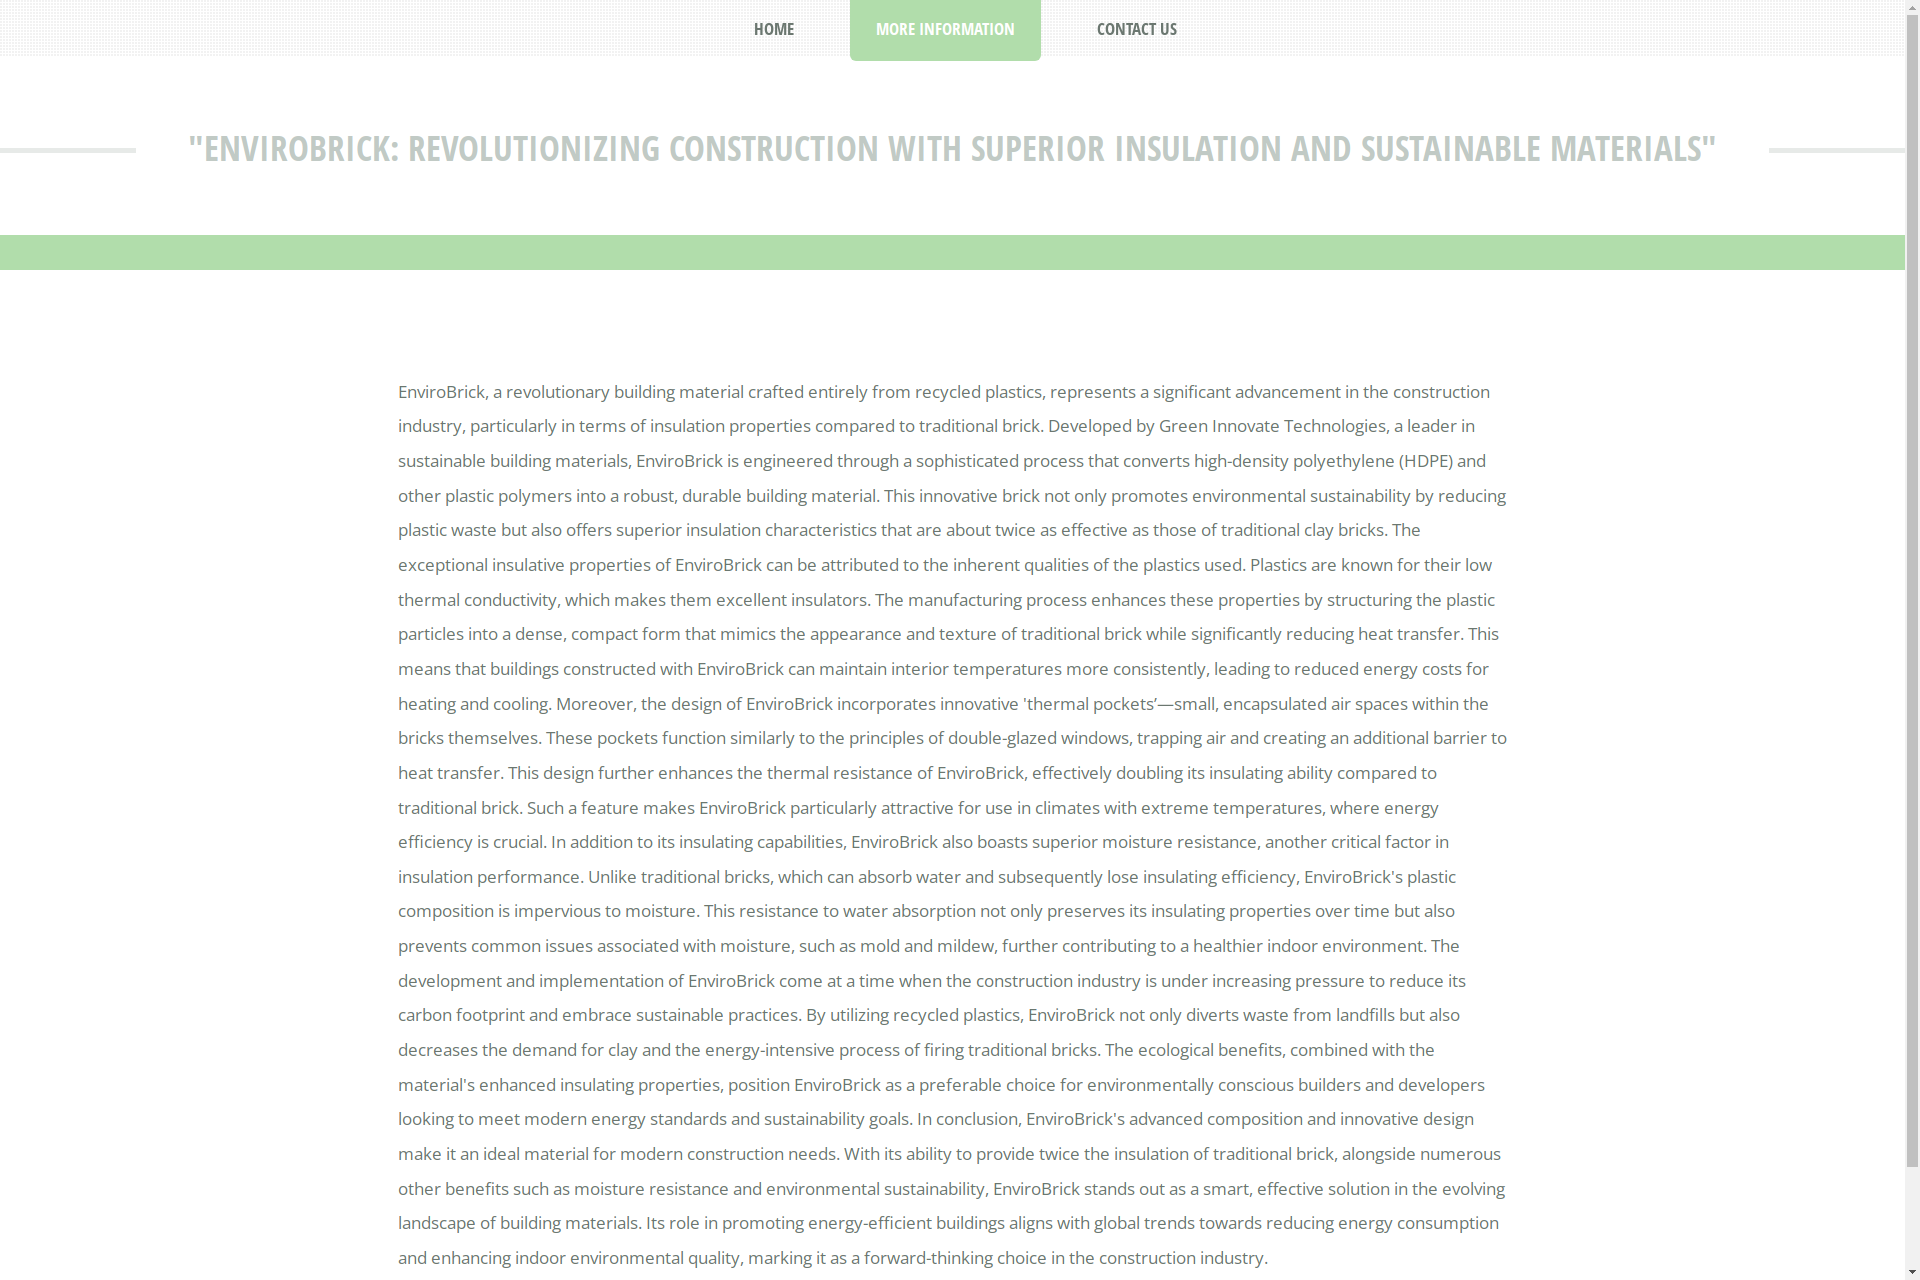 HOME
MORE INFORMATION
CONTACT US
"ENVIROBRICK: REVOLUTIONIZING CONSTRUCTION WITH SUPERIOR INSULATION AND SUSTAINABLE MATERIALS"
EnviroBrick, a revolutionary building material crafted entirely from recycled plastics, represents a significant advancement in the construction
industry, particularly in terms of insulation properties compared to traditional brick. Developed by Green Innovate Technologies, a leader in
sustainable building materials, EnviroBrick is engineered through a sophisticated process that converts high-density polyethylene (HDPE) and
other plastic polymers into a robust, durable building material. This innovative brick not only promotes environmental sustainability by reducing
plastic waste but also offers superior insulation characteristics that are about twice as effective as those of traditional clay bricks. The
exceptional insulative properties of EnviroBrick can be attributed to the inherent qualities of the plastics used. Plastics are known for their low
thermal conductivity, which makes them excellent insulators. The manufacturing process enhances these properties by structuring the plastic
particles into a dense, compact form that mimics the appearance and texture of traditional brick while significantly reducing heat transfer. This
means that buildings constructed with EnviroBrick can maintain interior temperatures more consistently, leading to reduced energy costs for
heating and cooling. Moreover, the design of EnviroBrick incorporates innovative 'thermal pockets’—small, encapsulated air spaces within the
bricks themselves. These pockets function similarly to the principles of double-glazed windows, trapping air and creating an additional barrier to
heat transfer. This design further enhances the thermal resistance of EnviroBrick, effectively doubling its insulating ability compared to
traditional brick. Such a feature makes EnviroBrick particularly attractive for use in climates with extreme temperatures, where energy
efficiency is crucial. In addition to its insulating capabilities, EnviroBrick also boasts superior moisture resistance, another critical factor in
insulation performance. Unlike traditional bricks, which can absorb water and subsequently lose insulating efficiency, EnviroBrick's plastic
composition is impervious to moisture. This resistance to water absorption not only preserves its insulating properties over time but also
prevents common issues associated with moisture, such as mold and mildew, further contributing to a healthier indoor environment. The
development and implementation of EnviroBrick come at a time when the construction industry is under increasing pressure to reduce its
carbon footprint and embrace sustainable practices. By utilizing recycled plastics, EnviroBrick not only diverts waste from landfills but also
decreases the demand for clay and the energy-intensive process of firing traditional bricks. The ecological benefits, combined with the
material's enhanced insulating properties, position EnviroBrick as a preferable choice for environmentally conscious builders and developers
looking to meet modern energy standards and sustainability goals. In conclusion, EnviroBrick's advanced composition and innovative design
make it an ideal material for modern construction needs. With its ability to provide twice the insulation of traditional brick, alongside numerous
other benefits such as moisture resistance and environmental sustainability, EnviroBrick stands out as a smart, effective solution in the evolving
landscape of building materials. Its role in promoting energy-efficient buildings aligns with global trends towards reducing energy consumption
and enhancing indoor environmental quality, marking it as a forward-thinking choice in the construction industry.